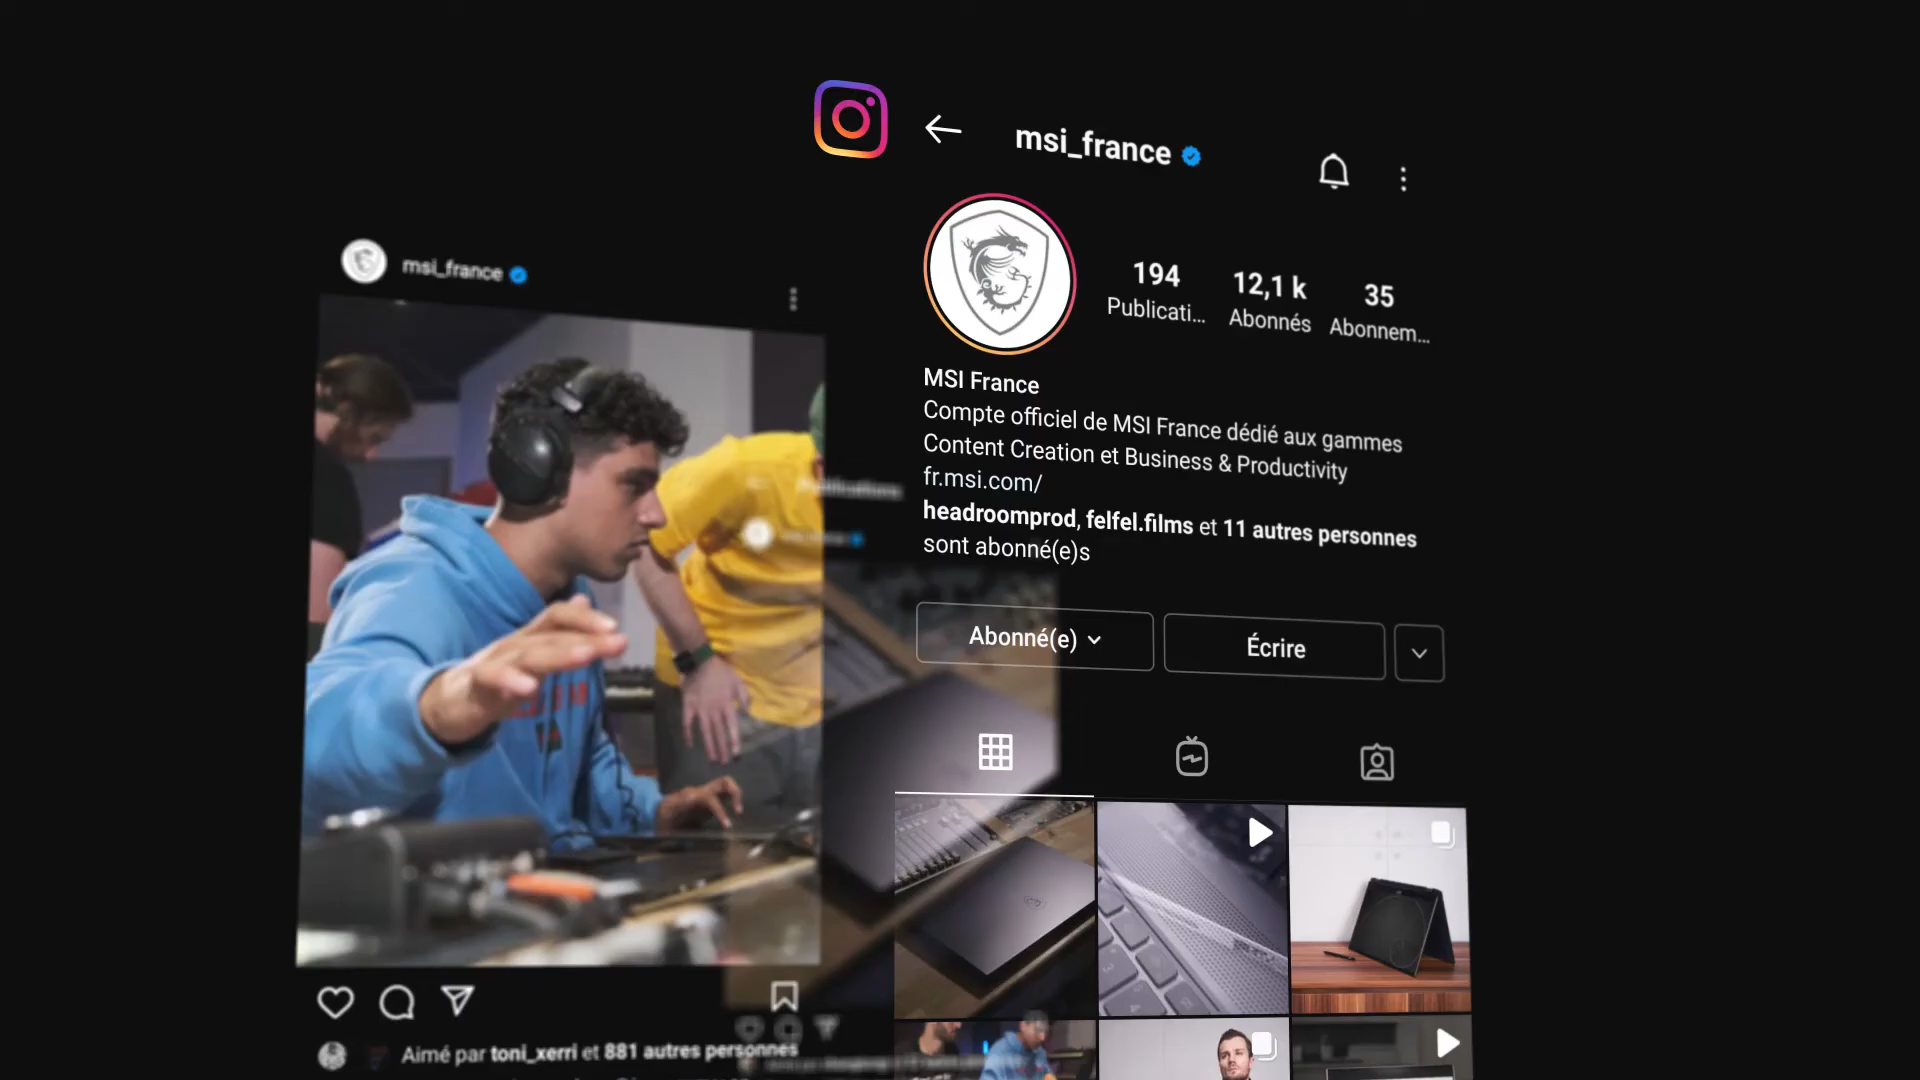 msi_france
194
Publicati...
12,1 k
Abonnés
35
Abonnem...
MSI France
Compte officiel de MSI France dédié aux gammes
Content Creation et Business & Productivity
fr.msi.com/
headroomprod, felfel.films et 11 autres personnes
sont abonné(e)s
Abonné(e)
Écrire
msi_france
Publications
Aimé par toni_xerri et 881 autres personnes